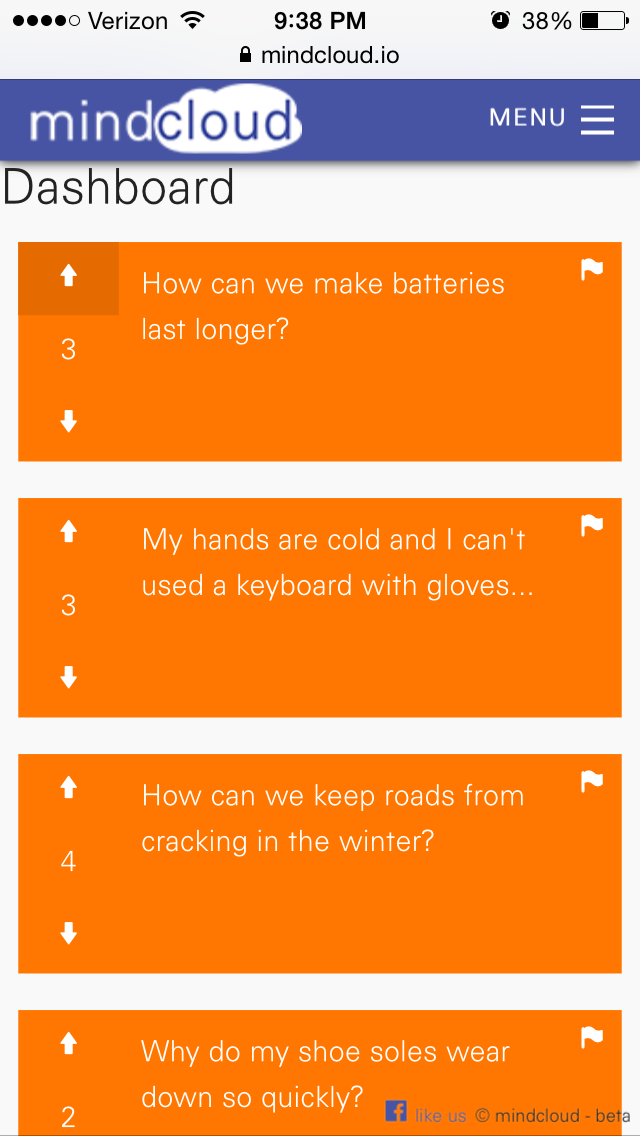 Verizon 9:38 PM 38%
mindcloud.io
mindcloud MENU
Dashboard
How can we make batteries
last longer?
3
My hands are cold and I can't
used a keyboard with gloves...
3
How can we keep roads from
cracking in the winter?
4
Why do my shoe soles wear
down so quickly?
2
f like us © mindcloud - beta